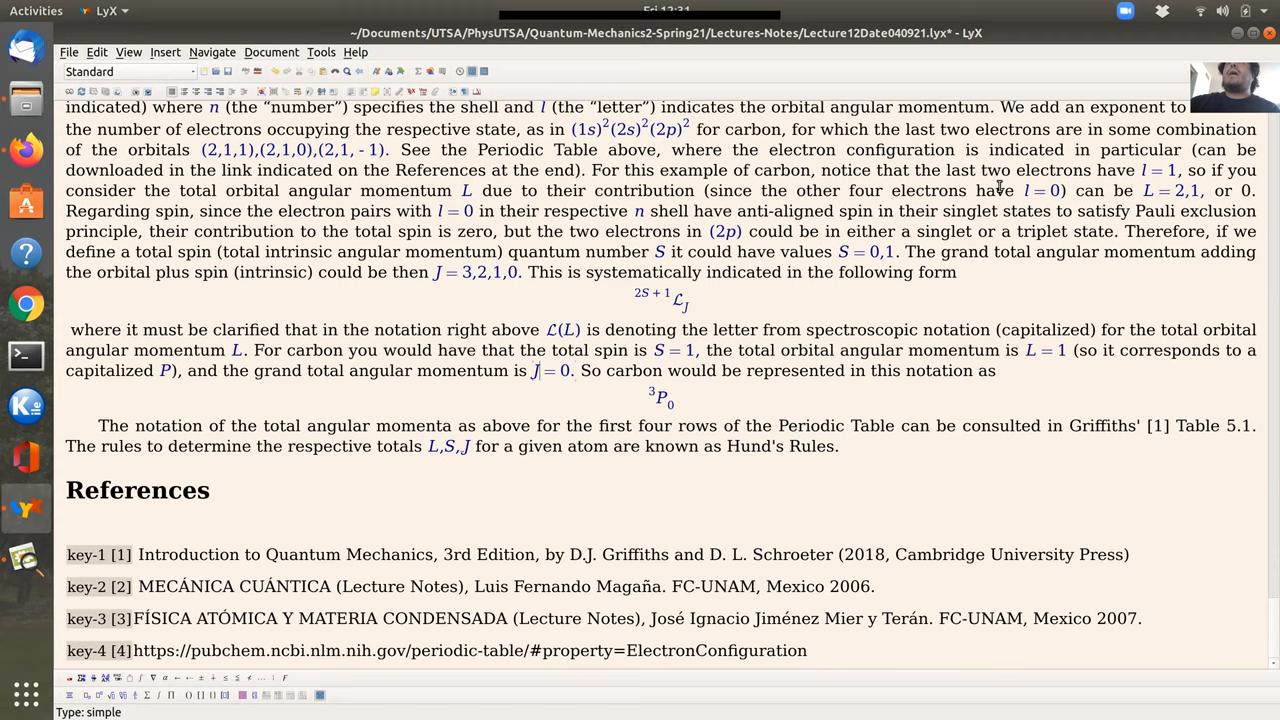 Activities LyX Fri 12:31
~/Documents/UTSA/PhysUTSA/Quantum-Mechanics2-Spring21/Lectures-Notes/Lecture12Date040921.lyx* - LyX
File Edit View Insert Navigate Document Tools Help
Standard
indicated) where n (the “number”) specifies the shell and l (the “letter”) indicates the orbital angular momentum. We add an exponent to
the number of electrons occupying the respective state, as in (1s)²(2s)²(2p)² for carbon, for which the last two electrons are in some combination
of the orbitals (2,1,1),(2,1,0),(2,1,-1). See the Periodic Table above, where the electron configuration is indicated in particular (can be
downloaded in the link indicated on the References at the end). For this example of carbon, notice that the last two electrons have l=1, so if you
consider the total orbital angular momentum L due to their contribution (since the other four electrons have l=0) can be L=2,1, or 0.
Regarding spin, since the electron pairs with l=0 in their respective n shell have anti-aligned spin in their singlet states to satisfy Pauli exclusion
principle, their contribution to the total spin is zero, but the two electrons in (2p) could be in either a singlet or a triplet state. Therefore, if we
define a total spin (total intrinsic angular momentum) quantum number S it could have values S=0,1. The grand total angular momentum adding
the orbital plus spin (intrinsic) could be then J=3,2,1,0. This is systematically indicated in the following form
²ˢ⁺¹ℒ_J
where it must be clarified that in the notation right above ℒ(L) is denoting the letter from spectroscopic notation (capitalized) for the total orbital
angular momentum L. For carbon you would have that the total spin is S=1, the total orbital angular momentum is L=1 (so it corresponds to a
capitalized P), and the grand total angular momentum is J=0. So carbon would be represented in this notation as
³P₀
The notation of the total angular momenta as above for the first four rows of the Periodic Table can be consulted in Griffiths' [1] Table 5.1.
The rules to determine the respective totals L,S,J for a given atom are known as Hund's Rules.
References
key-1 [1] Introduction to Quantum Mechanics, 3rd Edition, by D.J. Griffiths and D. L. Schroeter (2018, Cambridge University Press)
key-2 [2] MECÁNICA CUÁNTICA (Lecture Notes), Luis Fernando Magaña. FC-UNAM, Mexico 2006.
key-3 [3]FÍSICA ATÓMICA Y MATERIA CONDENSADA (Lecture Notes), José Ignacio Jiménez Mier y Terán. FC-UNAM, Mexico 2007.
key-4 [4]https://pubchem.ncbi.nlm.nih.gov/periodic-table/#property=ElectronConfiguration
Type: simple